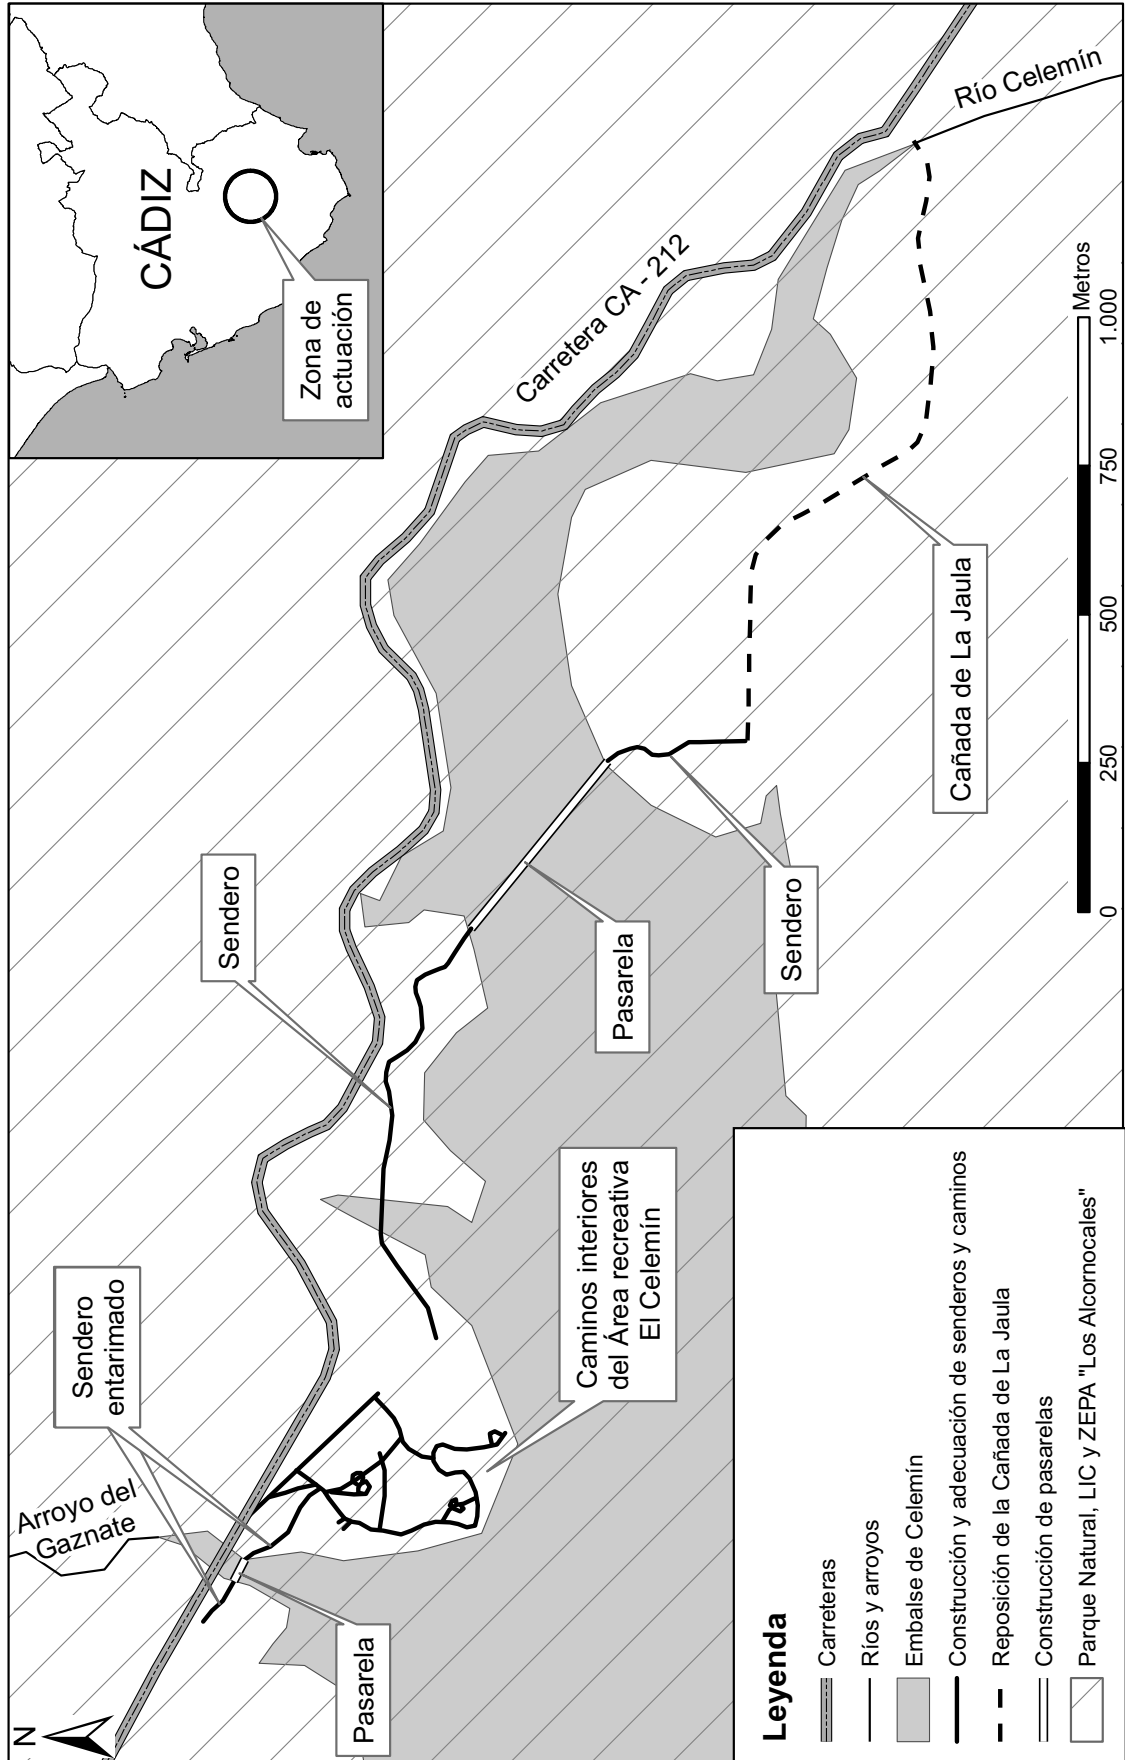 N
Arroyo del
Gaznate
Sendero
entarimado
Sendero
Carretera CA - 212
CÁDIZ
Zona de
actuación
Río Celemín
Pasarela
Caminos interiores
del Área recreativa
El Celemín
Pasarela
Sendero
Cañada de La Jaula
0
250
500
750
1.000
Metros
Leyenda
Carreteras
Ríos y arroyos
Embalse de Celemín
Construcción y adecuación de senderos y caminos
Reposición de la Cañada de La Jaula
Construcción de pasarelas
Parque Natural, LIC y ZEPA "Los Alcornocales"